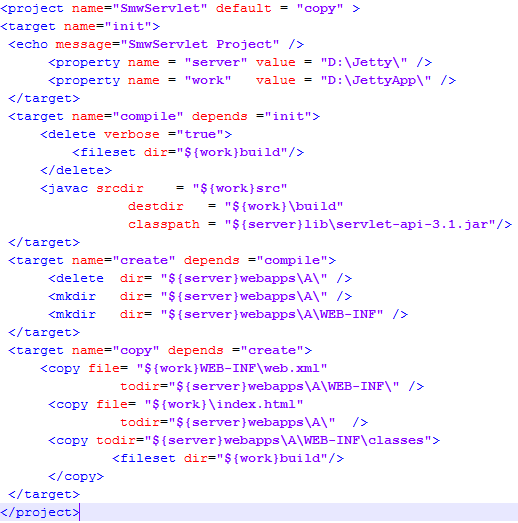 <project name="SmwServlet" default = "copy" >
<target name="init">
<echo message="SmwServlet Project" />
<property name = "server" value = "D:\Jetty\" />
<property name = "work" value = "D:\JettyApp\" />
</target>
<target name="compile" depends ="init">
<delete verbose ="true">
<fileset dir="${work}build"/>
</delete>
<javac srcdir = "${work}src"
destdir = "${work}\build"
classpath = "${server}lib\servlet-api-3.1.jar"/>
</target>
<target name="create" depends ="compile">
<delete dir= "${server}webapps\A\" />
<mkdir dir= "${server}webapps\A\" />
<mkdir dir= "${server}webapps\A\WEB-INF" />
</target>
<target name="copy" depends ="create">
<copy file= "${work}WEB-INF\web.xml"
todir="${server}webapps\A\WEB-INF\" />
<copy file= "${work}\index.html"
todir="${server}webapps\A\" />
<copy todir="${server}webapps\A\WEB-INF\classes">
<fileset dir="${work}build"/>
</copy>
</target>
</project>